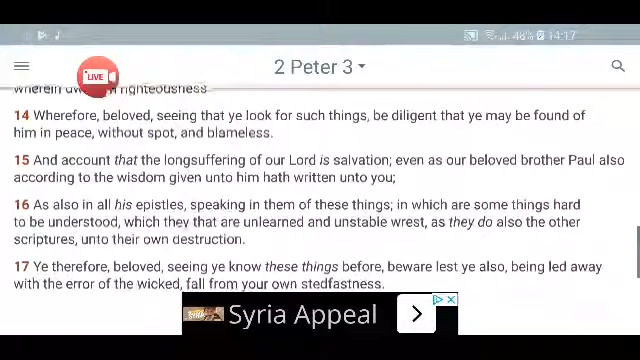 48% 14:17
LIVE
2 Peter 3
wherein righteousness
14 Wherefore, beloved, seeing that ye look for such things, be diligent that ye may be found of
him in peace, without spot, and blameless.
15 And account that the longsuffering of our Lord is salvation; even as our beloved brother Paul also
according to the wisdom given unto him hath written unto you;
16 As also in all his epistles, speaking in them of these things; in which are some things hard
to be understood, which they that are unlearned and unstable wrest, as they do also the other
scriptures, unto their own destruction.
17 Ye therefore, beloved, seeing ye know these things before, beware lest ye also, being led away
with the error of the wicked, fall from your own stedfastness.
Syria Appeal